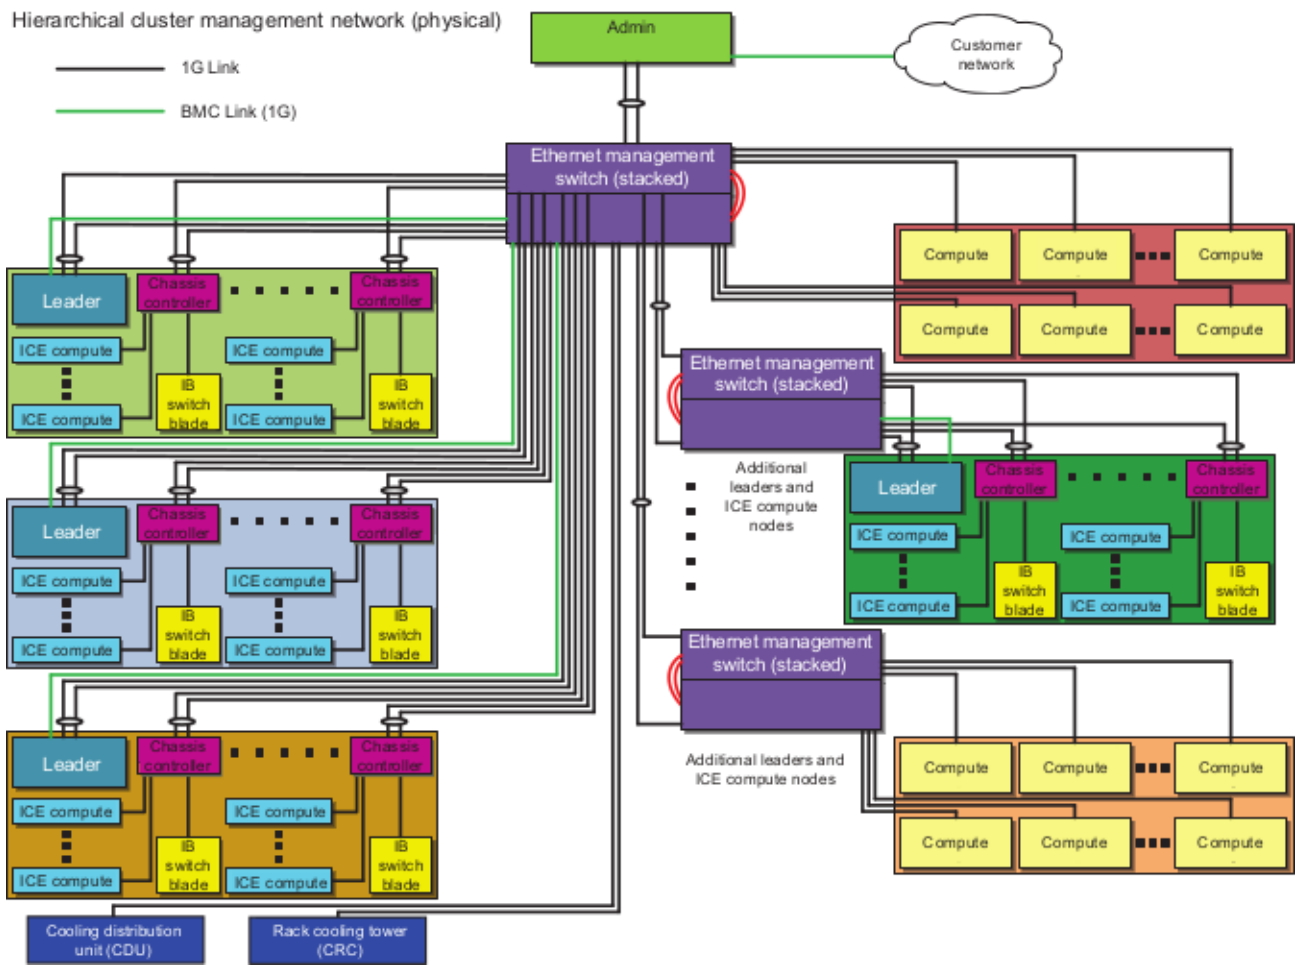 Hierarchical cluster management network (physical)
1G Link
BMC Link (1G)
Admin
Customer
network
Ethernet management
switch (stacked)
Compute
Compute
Compute
Compute
Compute
Compute
Leader
Chassis
controller
Chassis
controller
ICE compute
ICE compute
ICE compute
ICE compute
IB
switch
blade
IB
switch
blade
Ethernet management
switch (stacked)
Additional
leaders and
ICE compute
nodes
Leader
Chassis
controller
Chassis
controller
ICE compute
ICE compute
ICE compute
ICE compute
IB
switch
blade
IB
switch
blade
Leader
Chassis
controller
Chassis
controller
ICE compute
ICE compute
ICE compute
ICE compute
IB
switch
blade
IB
switch
blade
Ethernet management
switch (stacked)
Additional leaders and
ICE compute nodes
Compute
Compute
Compute
Compute
Compute
Compute
Leader
Chassis
controller
Chassis
controller
ICE compute
ICE compute
ICE compute
ICE compute
IB
switch
blade
IB
switch
blade
Cooling distribution
unit (CDU)
Rack cooling tower
(CRC)